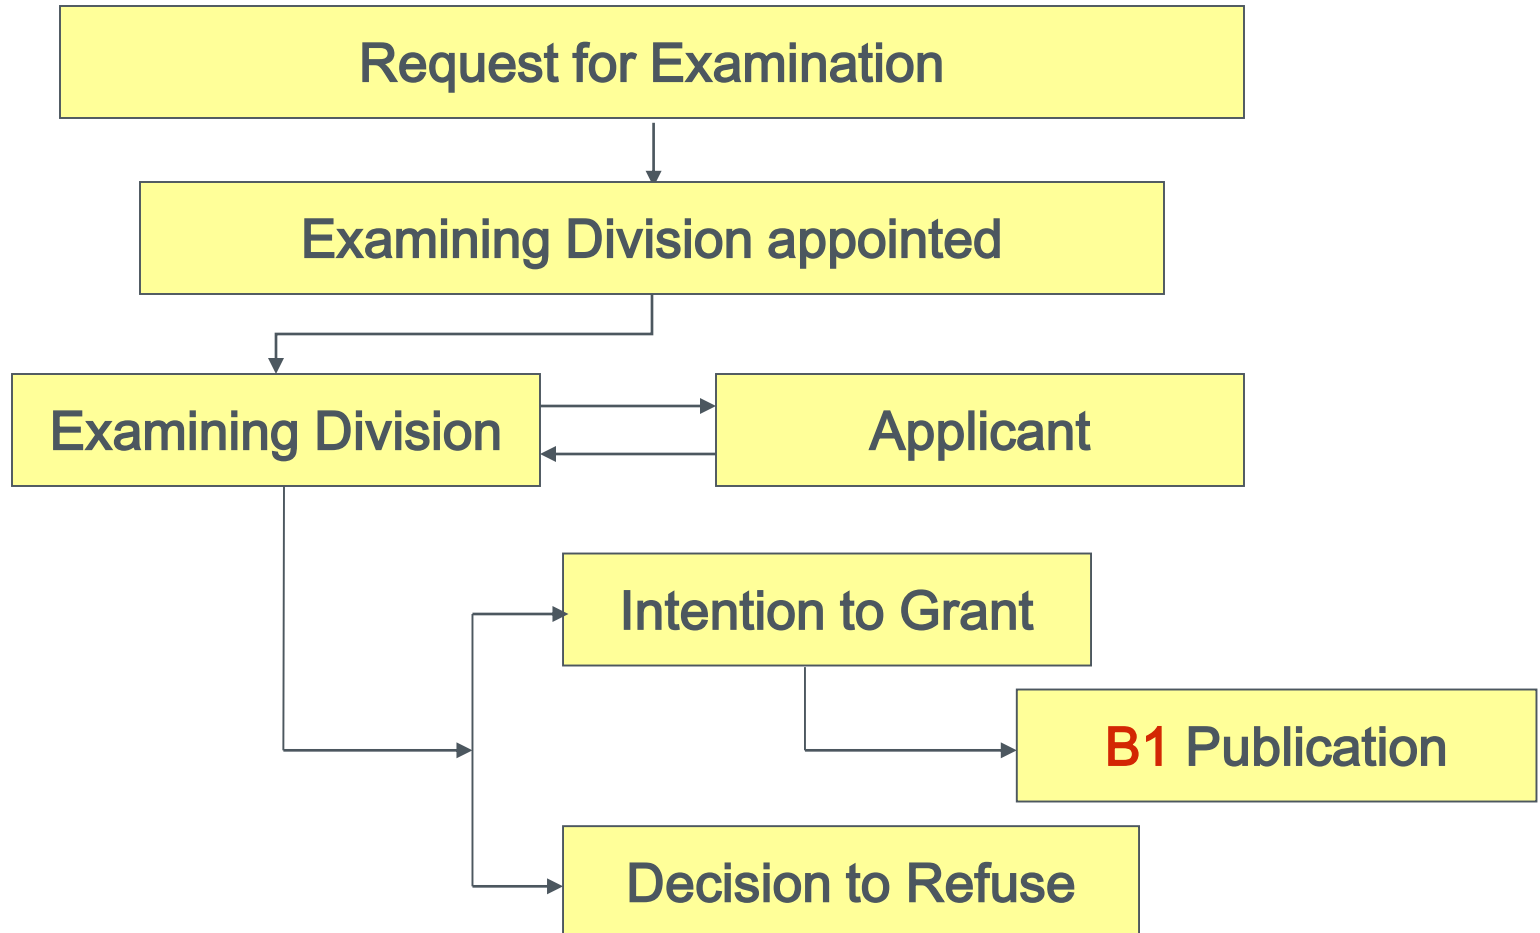 Request for Examination
Examining Division appointed
Examining Division
Applicant
Intention to Grant
B1 Publication
Decision to Refuse